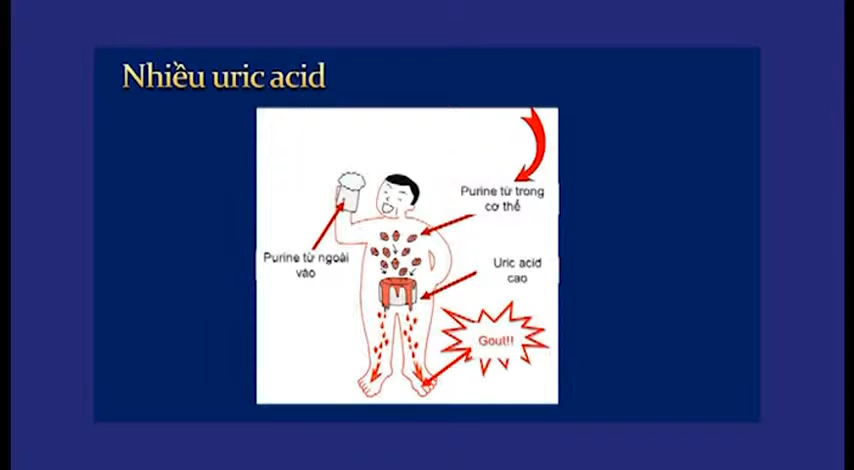 Nhiều uric acid
Purine từ trong
cơ thể
Purine từ ngoài
vào
Uric acid
cao
Gout!!